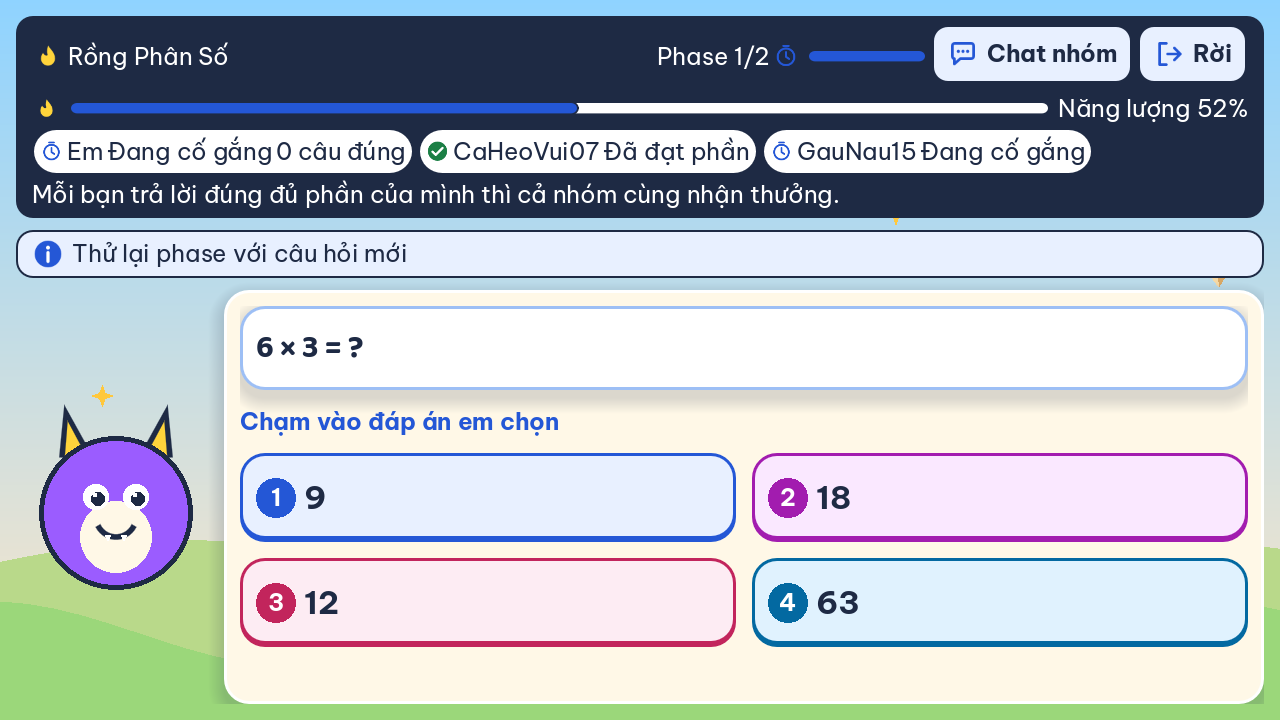 Rồng Phân Số
Phase 1/2
Chat nhóm
Rời
Năng lượng 52%
Em Đang cố gắng 0 câu đúng
CaHeoVui07 Đã đạt phần
GauNau15 Đang cố gắng
Mỗi bạn trả lời đúng đủ phần của mình thì cả nhóm cùng nhận thưởng.
Thử lại phase với câu hỏi mới
6 × 3 = ?
Chạm vào đáp án em chọn
1 9
2 18
3 12
4 63